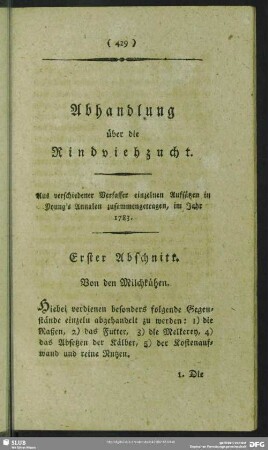 ( 429 )
Abhandlung
über die
Rindviehzucht.
Aus verschiedener Verfasser einzelnen Aufsätzen in
Young's Annalen zusammengetragen, im Jahr
1783.
Erster Abschnitt.
Von den Milchkühen.
Hiebei verdienen besonders folgende Gegen-
stände einzeln abgehandelt zu werden: 1) die
Raßen, 2) das Futter, 3) die Melkerey, 4)
das Absetzen der Kälber, 5) der Kostenauf-
wand und reine Nutzen.
1. Die
SLUB
DFG